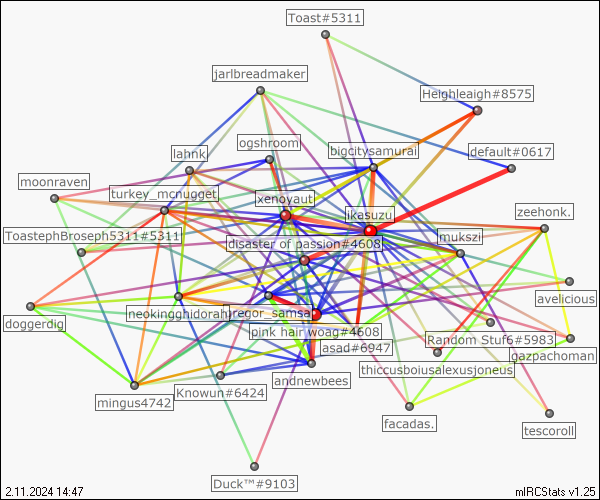 Toast#5311
jarlbreadmaker
Heighleaigh#8575
ogshroom
bigcitysamurai
default#0617
lahnk
moonraven
turkey_mcnugget
xenoyaut
ikasuzu
zeehonk.
ToastephBroseph5311#5311
disaster of passion#4608
mukszi
avelicious
neokingghidorah
gregor_samsa
doggerdig
pink hair woag#4608
asad#6947
Random Stuf6#5983
gazpachoman
thiccusboiusalexusjoneus
andnewbees
Knowun#6424
mingus4742
facadas.
tescoroll
Duck™#9103
2.11.2024 14:47
mIRCStats v1.25